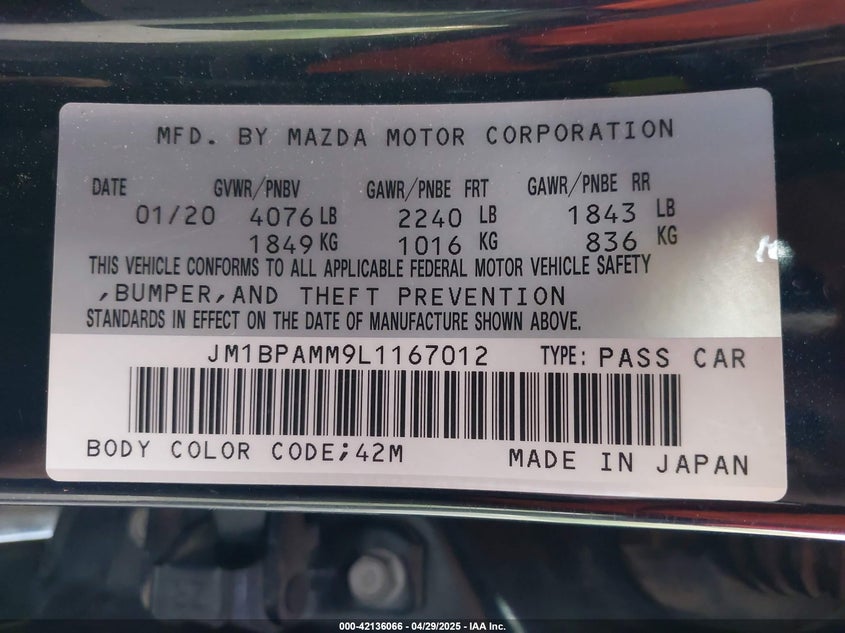 MFD. BY MAZDA MOTOR CORPORATION
DATE GVWR/PNBV GAWR/PNBE FRT GAWR/PNBE RR
01/20 4076 LB 2240 LB 1843 LB
1849 KG 1016 KG 836 KG
THIS VEHICLE CONFORMS TO ALL APPLICABLE FEDERAL MOTOR VEHICLE SAFETY
,BUMPER,AND THEFT PREVENTION
STANDARDS IN EFFECT ON THE DATE OF MANUFACTURE SHOWN ABOVE.
JM1BPAMM9L1167012 TYPE: PASS CAR
BODY COLOR CODE;42M MADE IN JAPAN
000-42136066 - 04/29/2025 - IAA Inc.